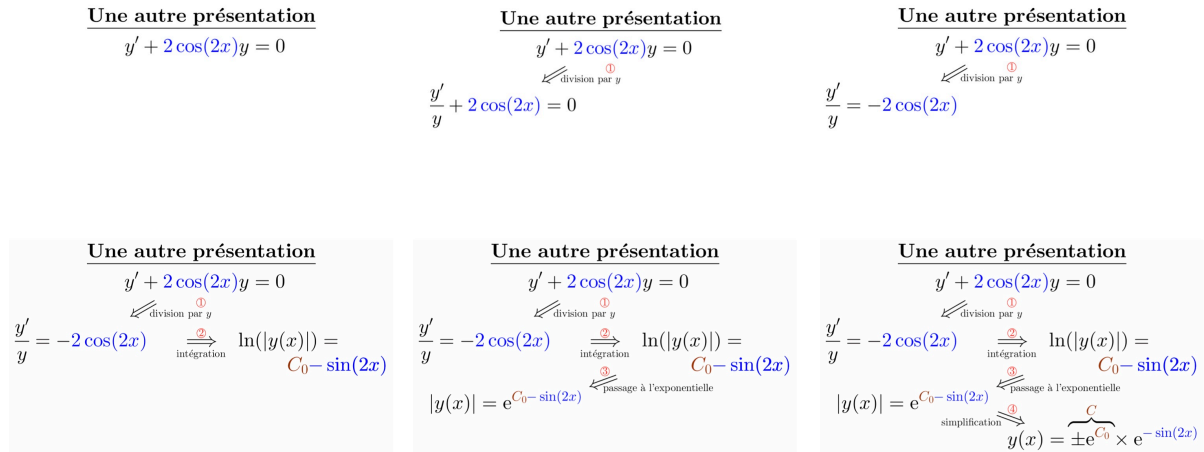 Une autre présentation
y′ + 2 cos(2x)y = 0
Une autre présentation
y′ + 2 cos(2x)y = 0
①
division par y
y′/y + 2 cos(2x) = 0
Une autre présentation
y′ + 2 cos(2x)y = 0
①
division par y
y′/y = −2 cos(2x)
Une autre présentation
y′ + 2 cos(2x)y = 0
①
division par y
y′/y = −2 cos(2x) ② ⟹ intégration ln(|y(x)|) =
C₀− sin(2x)
Une autre présentation
y′ + 2 cos(2x)y = 0
①
division par y
y′/y = −2 cos(2x) ② ⟹ intégration ln(|y(x)|) =
C₀− sin(2x)
③
passage à l'exponentielle
|y(x)| = e^{C₀− sin(2x)}
Une autre présentation
y′ + 2 cos(2x)y = 0
①
division par y
y′/y = −2 cos(2x) ② ⟹ intégration ln(|y(x)|) =
C₀− sin(2x)
③
passage à l'exponentielle
|y(x)| = e^{C₀− sin(2x)}
④
simplification
C
y(x) = ±e^{C₀} × e^{− sin(2x)}